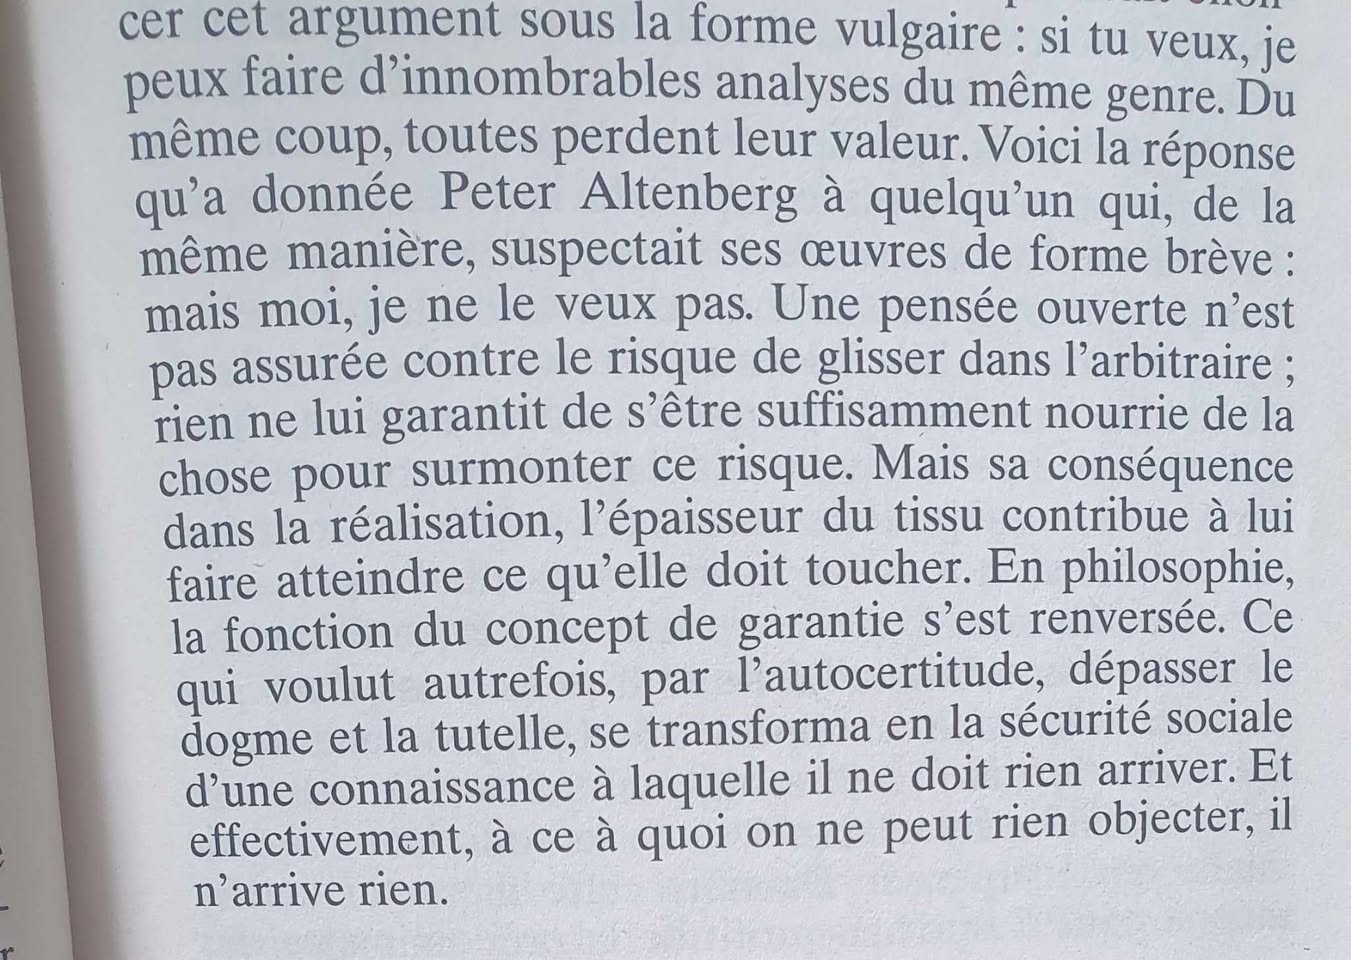 cer cet argument sous la forme vulgaire : si tu veux, je
peux faire d’innombrables analyses du même genre. Du
même coup, toutes perdent leur valeur. Voici la réponse
qu’a donnée Peter Altenberg à quelqu’un qui, de la
même manière, suspectait ses œuvres de forme brève :
mais moi, je ne le veux pas. Une pensée ouverte n’est
pas assurée contre le risque de glisser dans l’arbitraire ;
rien ne lui garantit de s’être suffisamment nourrie de la
chose pour surmonter ce risque. Mais sa conséquence
dans la réalisation, l’épaisseur du tissu contribue à lui
faire atteindre ce qu’elle doit toucher. En philosophie,
la fonction du concept de garantie s’est renversée. Ce
qui voulut autrefois, par l’autocertitude, dépasser le
dogme et la tutelle, se transforma en la sécurité sociale
d’une connaissance à laquelle il ne doit rien arriver. Et
effectivement, à ce à quoi on ne peut rien objecter, il
n’arrive rien.